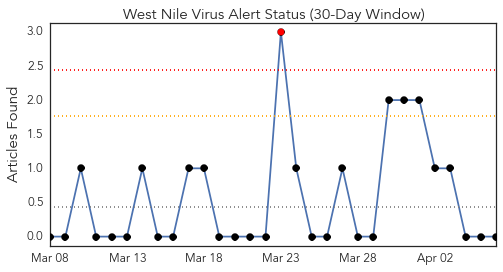 West Nile Virus Alert Status (30-Day Window)
Articles Found
3.0
2.5
2.0
1.5
1.0
0.5
0.0
Mar 08 Mar 13 Mar 18 Mar 23 Mar 28 Apr 02